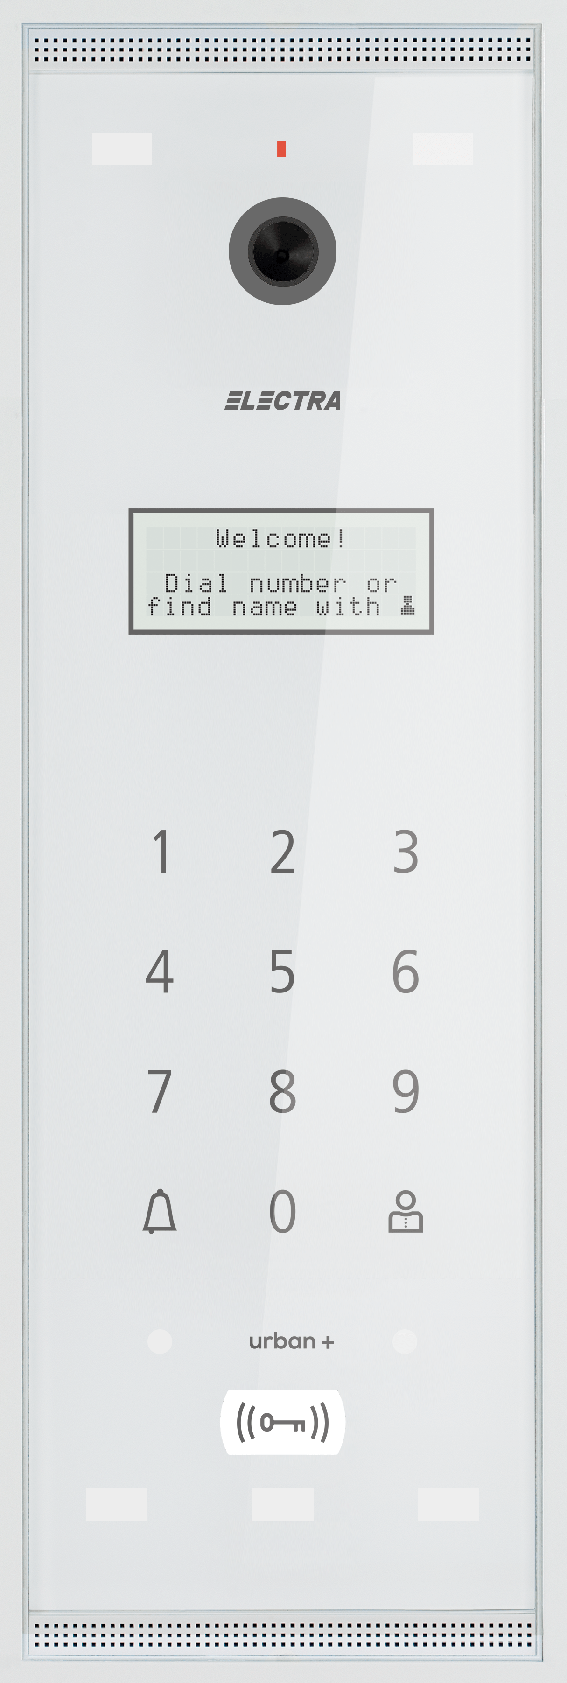 ELECTRA
Welcome!
Dial number or
find name with
1 2 3
4 5 6
7 8 9
0
urban +